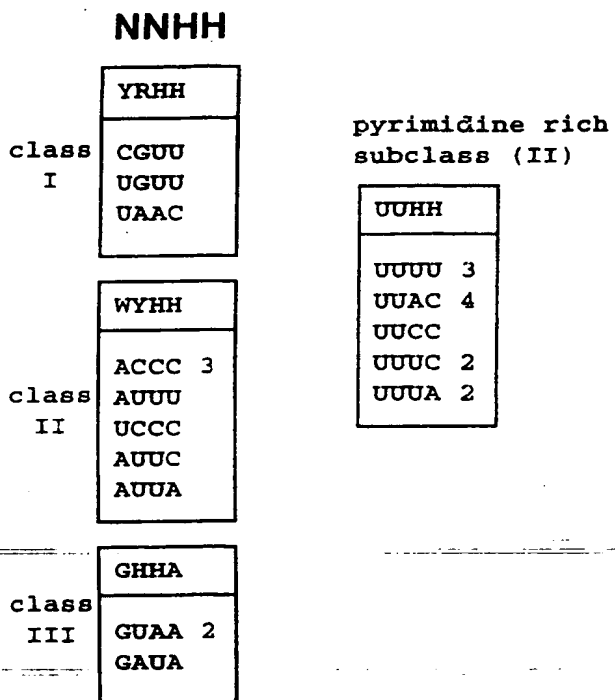 NNHH
YRHH
class I
CGUU
UGUU
UAAC
WYHH
class II
ACCC 3
AUUU
UCCC
AUUC
AUUA
GHHA
class III
GUAA 2
GAUA
pyrimidine rich
subclass (II)
UUHH
UUUU 3
UUAC 4
UUCC
UUUC 2
UUUA 2